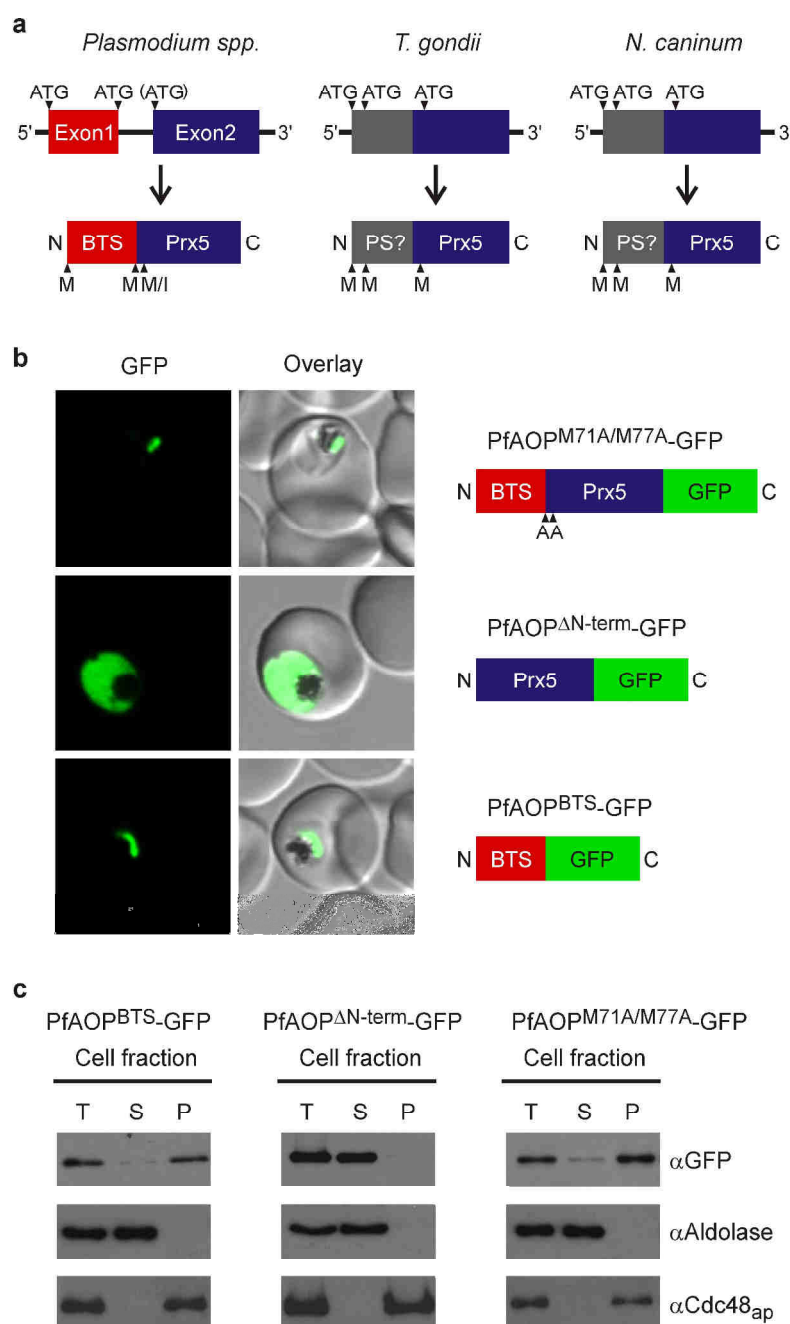 a
Plasmodium spp.
T. gondii
N. caninum
ATG ATG (ATG)
ATG ATG ATG
ATG ATG ATG
5' Exon1 Exon2 3'
5' 3'
5' 3
N BTS Prx5 C
N PS? Prx5 C
N PS? Prx5 C
M M M/I
M M M
M M M
b
GFP
Overlay
PfAOP^M71A/M77A-GFP
N BTS Prx5 GFP C
AA
PfAOP^ΔN-term-GFP
N Prx5 GFP C
PfAOP^BTS-GFP
N BTS GFP C
c
PfAOP^BTS-GFP
PfAOP^ΔN-term-GFP
PfAOP^M71A/M77A-GFP
Cell fraction
Cell fraction
Cell fraction
T S P
T S P
T S P
αGFP
αAldolase
αCdc48ap